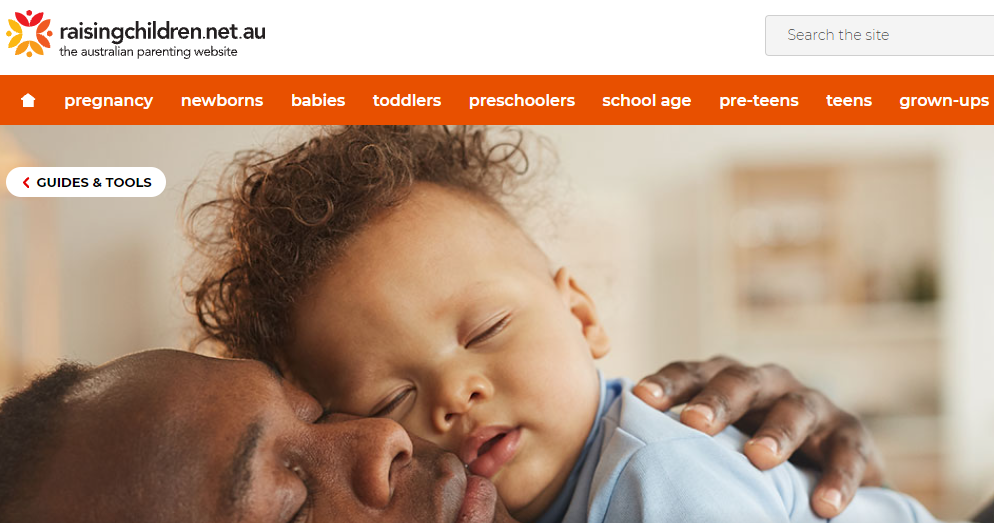 raisingchildren.net.au
the australian parenting website
Search the site
pregnancy newborns babies toddlers preschoolers school age pre-teens teens grown-ups
GUIDES & TOOLS